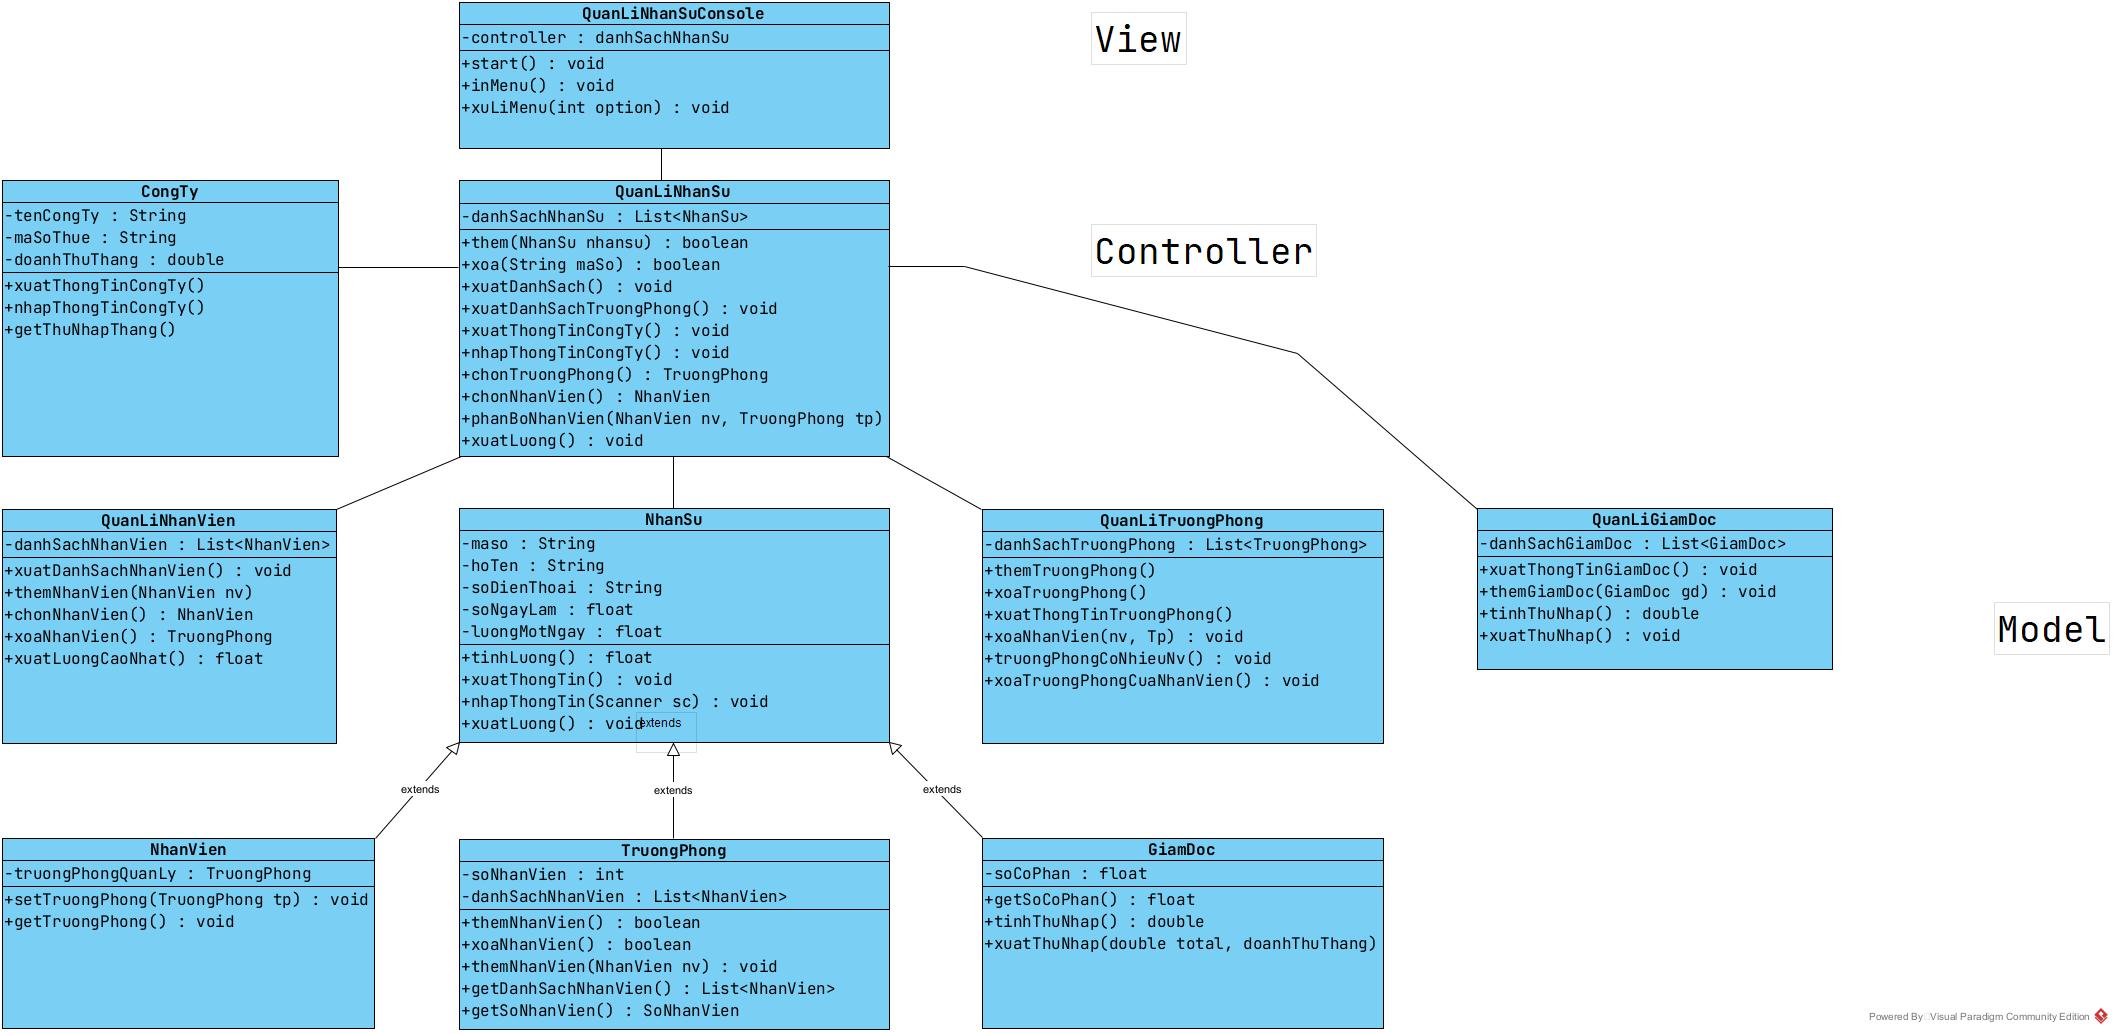 QuanLiNhanSuConsole
-controller : danhSachNhanSu
+start() : void
+inMenu() : void
+xuLiMenu(int option) : void
View
CongTy
-tenCongTy : String
-maSoThue : String
-doanhThuThang : double
+xuatThongTinCongTy()
+nhapThongTinCongTy()
+getThuNhapThang()
QuanLiNhanSu
-danhSachNhanSu : List<NhanSu>
+them(NhanSu nhansu) : boolean
+xoa(String maSo) : boolean
+xuatDanhSach() : void
+xuatDanhSachTruongPhong() : void
+xuatThongTinCongTy() : void
+nhapThongTinCongTy() : void
+chonTruongPhong() : TruongPhong
+chonNhanVien() : NhanVien
+phanBoNhanVien(NhanVien nv, TruongPhong tp)
+xuatLuong() : void
Controller
QuanLiNhanVien
-danhSachNhanVien : List<NhanVien>
+xuatDanhSachNhanVien() : void
+themNhanVien(NhanVien nv)
+chonNhanVien() : NhanVien
+xoaNhanVien() : TruongPhong
+xuatLuongCaoNhat() : float
NhanSu
-maso : String
-hoTen : String
-soDienThoai : String
-soNgayLam : float
-luongMotNgay : float
+tinhLuong() : float
+xuatThongTin() : void
+nhapThongTin(Scanner sc) : void
+xuatLuong() : void
extends
QuanLiTruongPhong
-danhSachTruongPhong : List<TruongPhong>
+themTruongPhong()
+xoaTruongPhong()
+xuatThongTinTruongPhong()
+xoaNhanVien(nv, Tp) : void
+truongPhongCoNhieuNv() : void
+xoaTruongPhongCuaNhanVien() : void
QuanLiGiamDoc
-danhSachGiamDoc : List<GiamDoc>
+xuatThongTinGiamDoc() : void
+themGiamDoc(GiamDoc gd) : void
+tinhThuNhap() : double
+xuatThuNhap() : void
Model
extends
extends
extends
NhanVien
-truongPhongQuanLy : TruongPhong
+setTruongPhong(TruongPhong tp) : void
+getTruongPhong() : void
TruongPhong
-soNhanVien : int
-danhSachNhanVien : List<NhanVien>
+themNhanVien() : boolean
+xoaNhanVien() : boolean
+themNhanVien(NhanVien nv) : void
+getDanhSachNhanVien() : List<NhanVien>
+getSoNhanVien() : SoNhanVien
GiamDoc
-soCoPhan : float
+getSoCoPhan() : float
+tinhThuNhap() : double
+xuatThuNhap(double total, doanhThuThang)
Powered By Visual Paradigm Community Edition